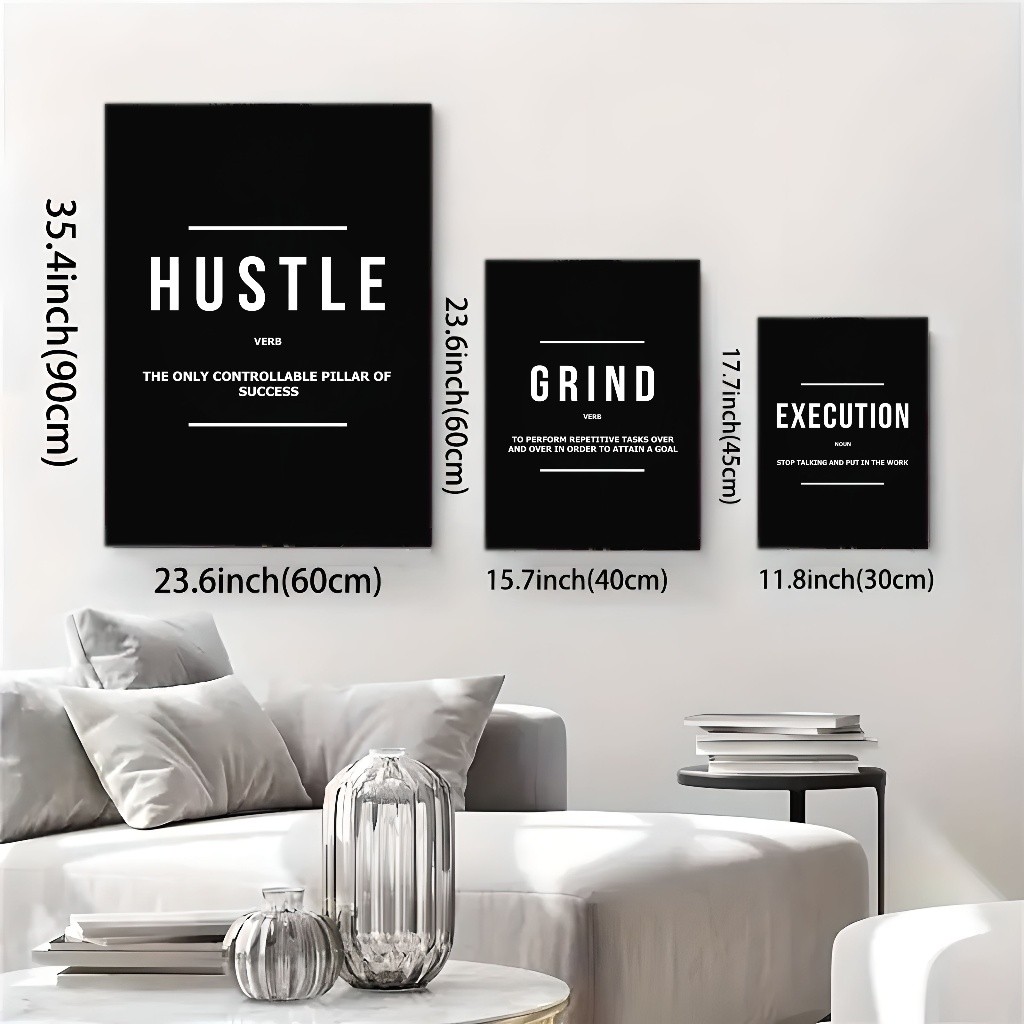 35.4inch(90cm)
HUSTLE
VERB
THE ONLY CONTROLLABLE PILLAR OF
SUCCESS
23.6inch(60cm)
23.6inch(60cm)
GRIND
VERB
TO PERFORM REPETITIVE TASKS OVER
AND OVER IN ORDER TO ATTAIN A GOAL
15.7inch(40cm)
17.7inch(45cm)
EXECUTION
NOUN
STOP TALKING AND PUT IN THE WORK
11.8inch(30cm)